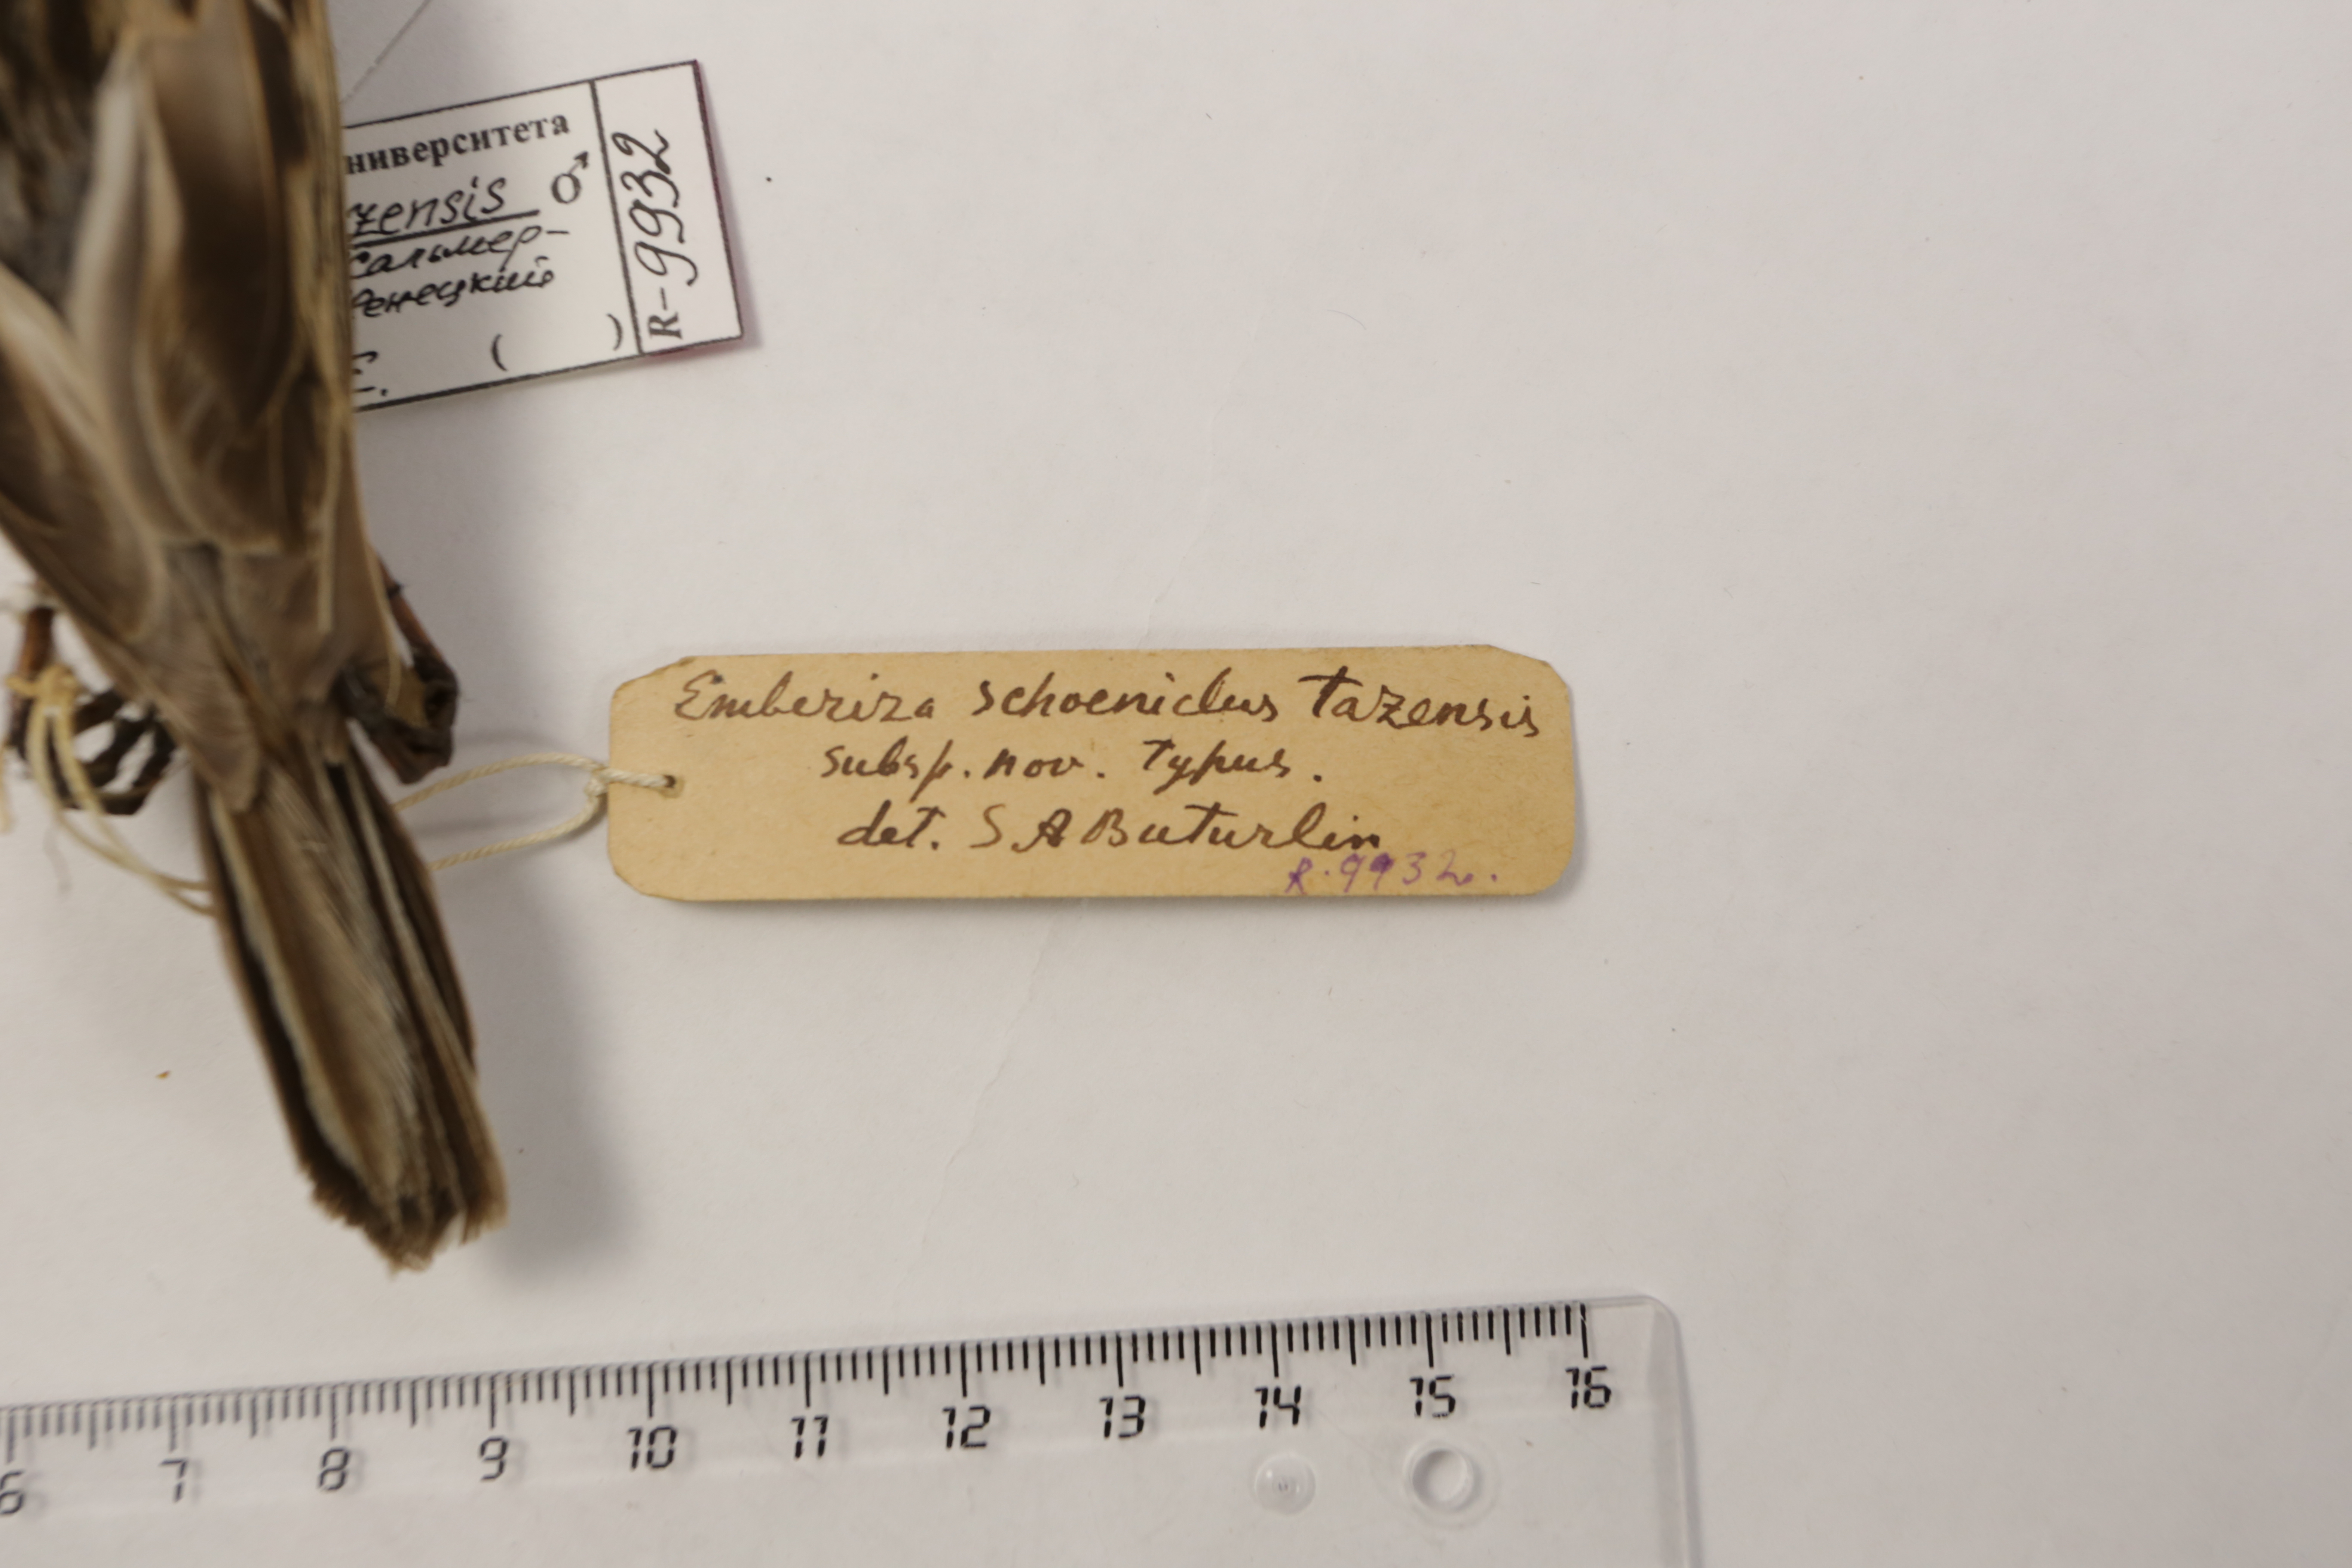 ниверситета
zensis ♂
Сальмер-
Ненецкий
( )
R-9932
Emberiza schoeniclus tazensis
subsp. nov. typus.
det. S.A Buturlin
R.9932.
6 7 8 9 10 11 12 13 14 15 16